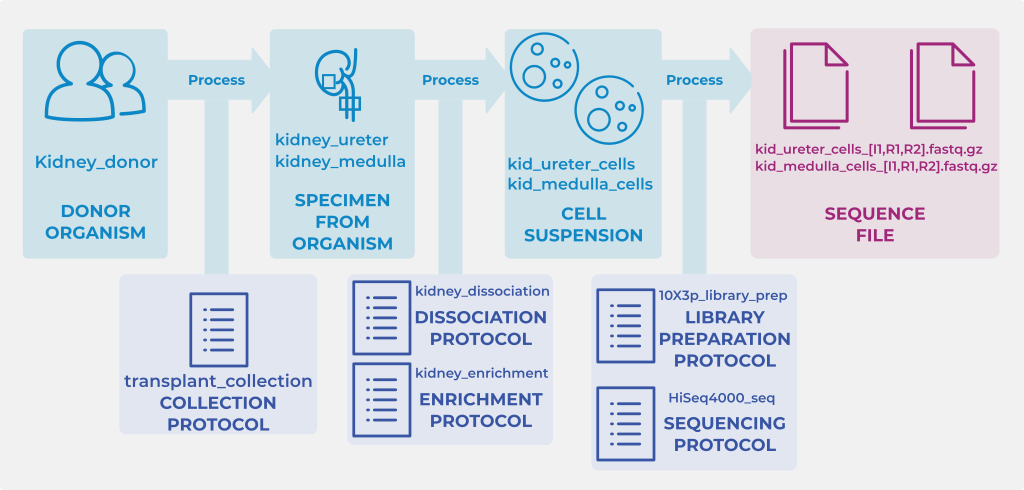 Process
Process
Process
Kidney_donor
DONOR
ORGANISM
kidney_ureter
kidney_medulla
SPECIMEN
FROM
ORGANISM
kid_ureter_cells
kid_medulla_cells
CELL
SUSPENSION
kid_ureter_cells_[I1,R1,R2].fastq.gz
kid_medulla_cells_[I1,R1,R2].fastq.gz
SEQUENCE
FILE
transplant_collection
COLLECTION
PROTOCOL
kidney_dissociation
DISSOCIATION
PROTOCOL
kidney_enrichment
ENRICHMENT
PROTOCOL
10X3p_library_prep
LIBRARY
PREPARATION
PROTOCOL
HiSeq4000_seq
SEQUENCING
PROTOCOL